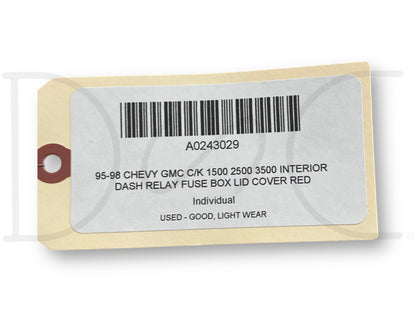 A0243029
95-98 CHEVY GMC C/K 1500 2500 3500 INTERIOR
DASH RELAY FUSE BOX LID COVER RED
Individual
USED - GOOD, LIGHT WEAR